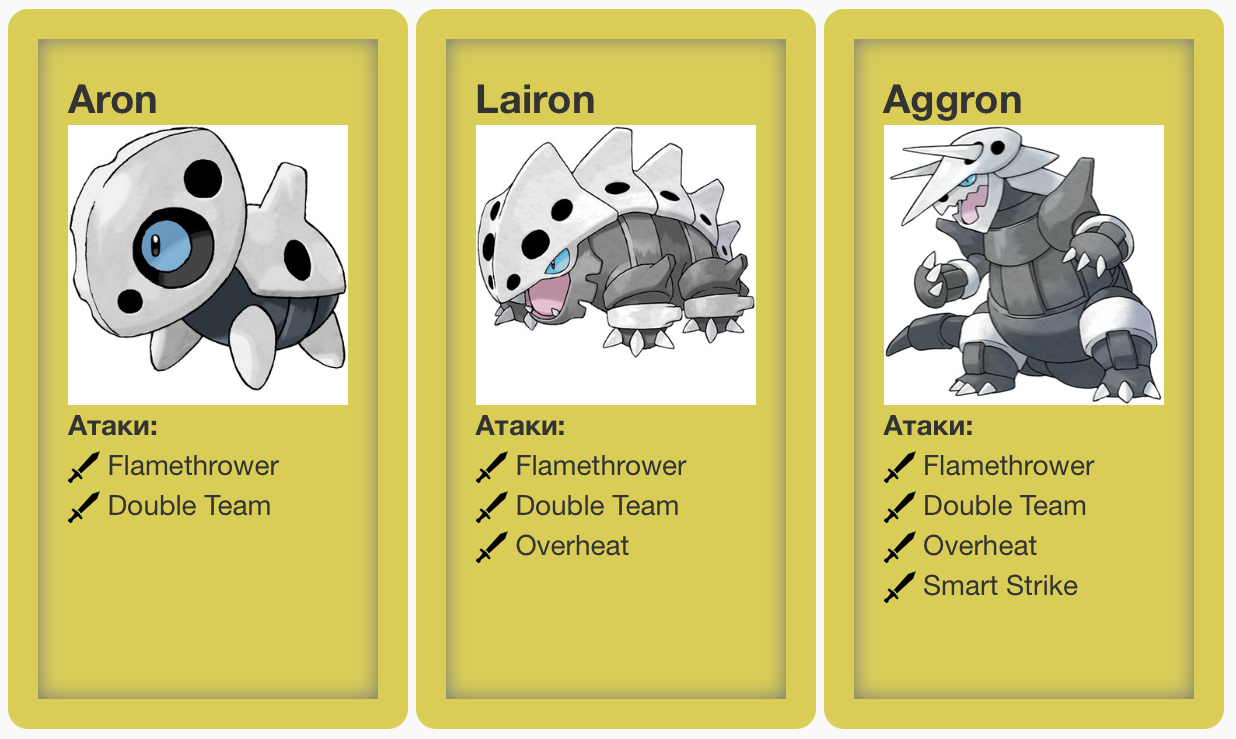 Aron
Атаки:
Flamethrower
Double Team
Lairon
Атаки:
Flamethrower
Double Team
Overheat
Aggron
Атаки:
Flamethrower
Double Team
Overheat
Smart Strike